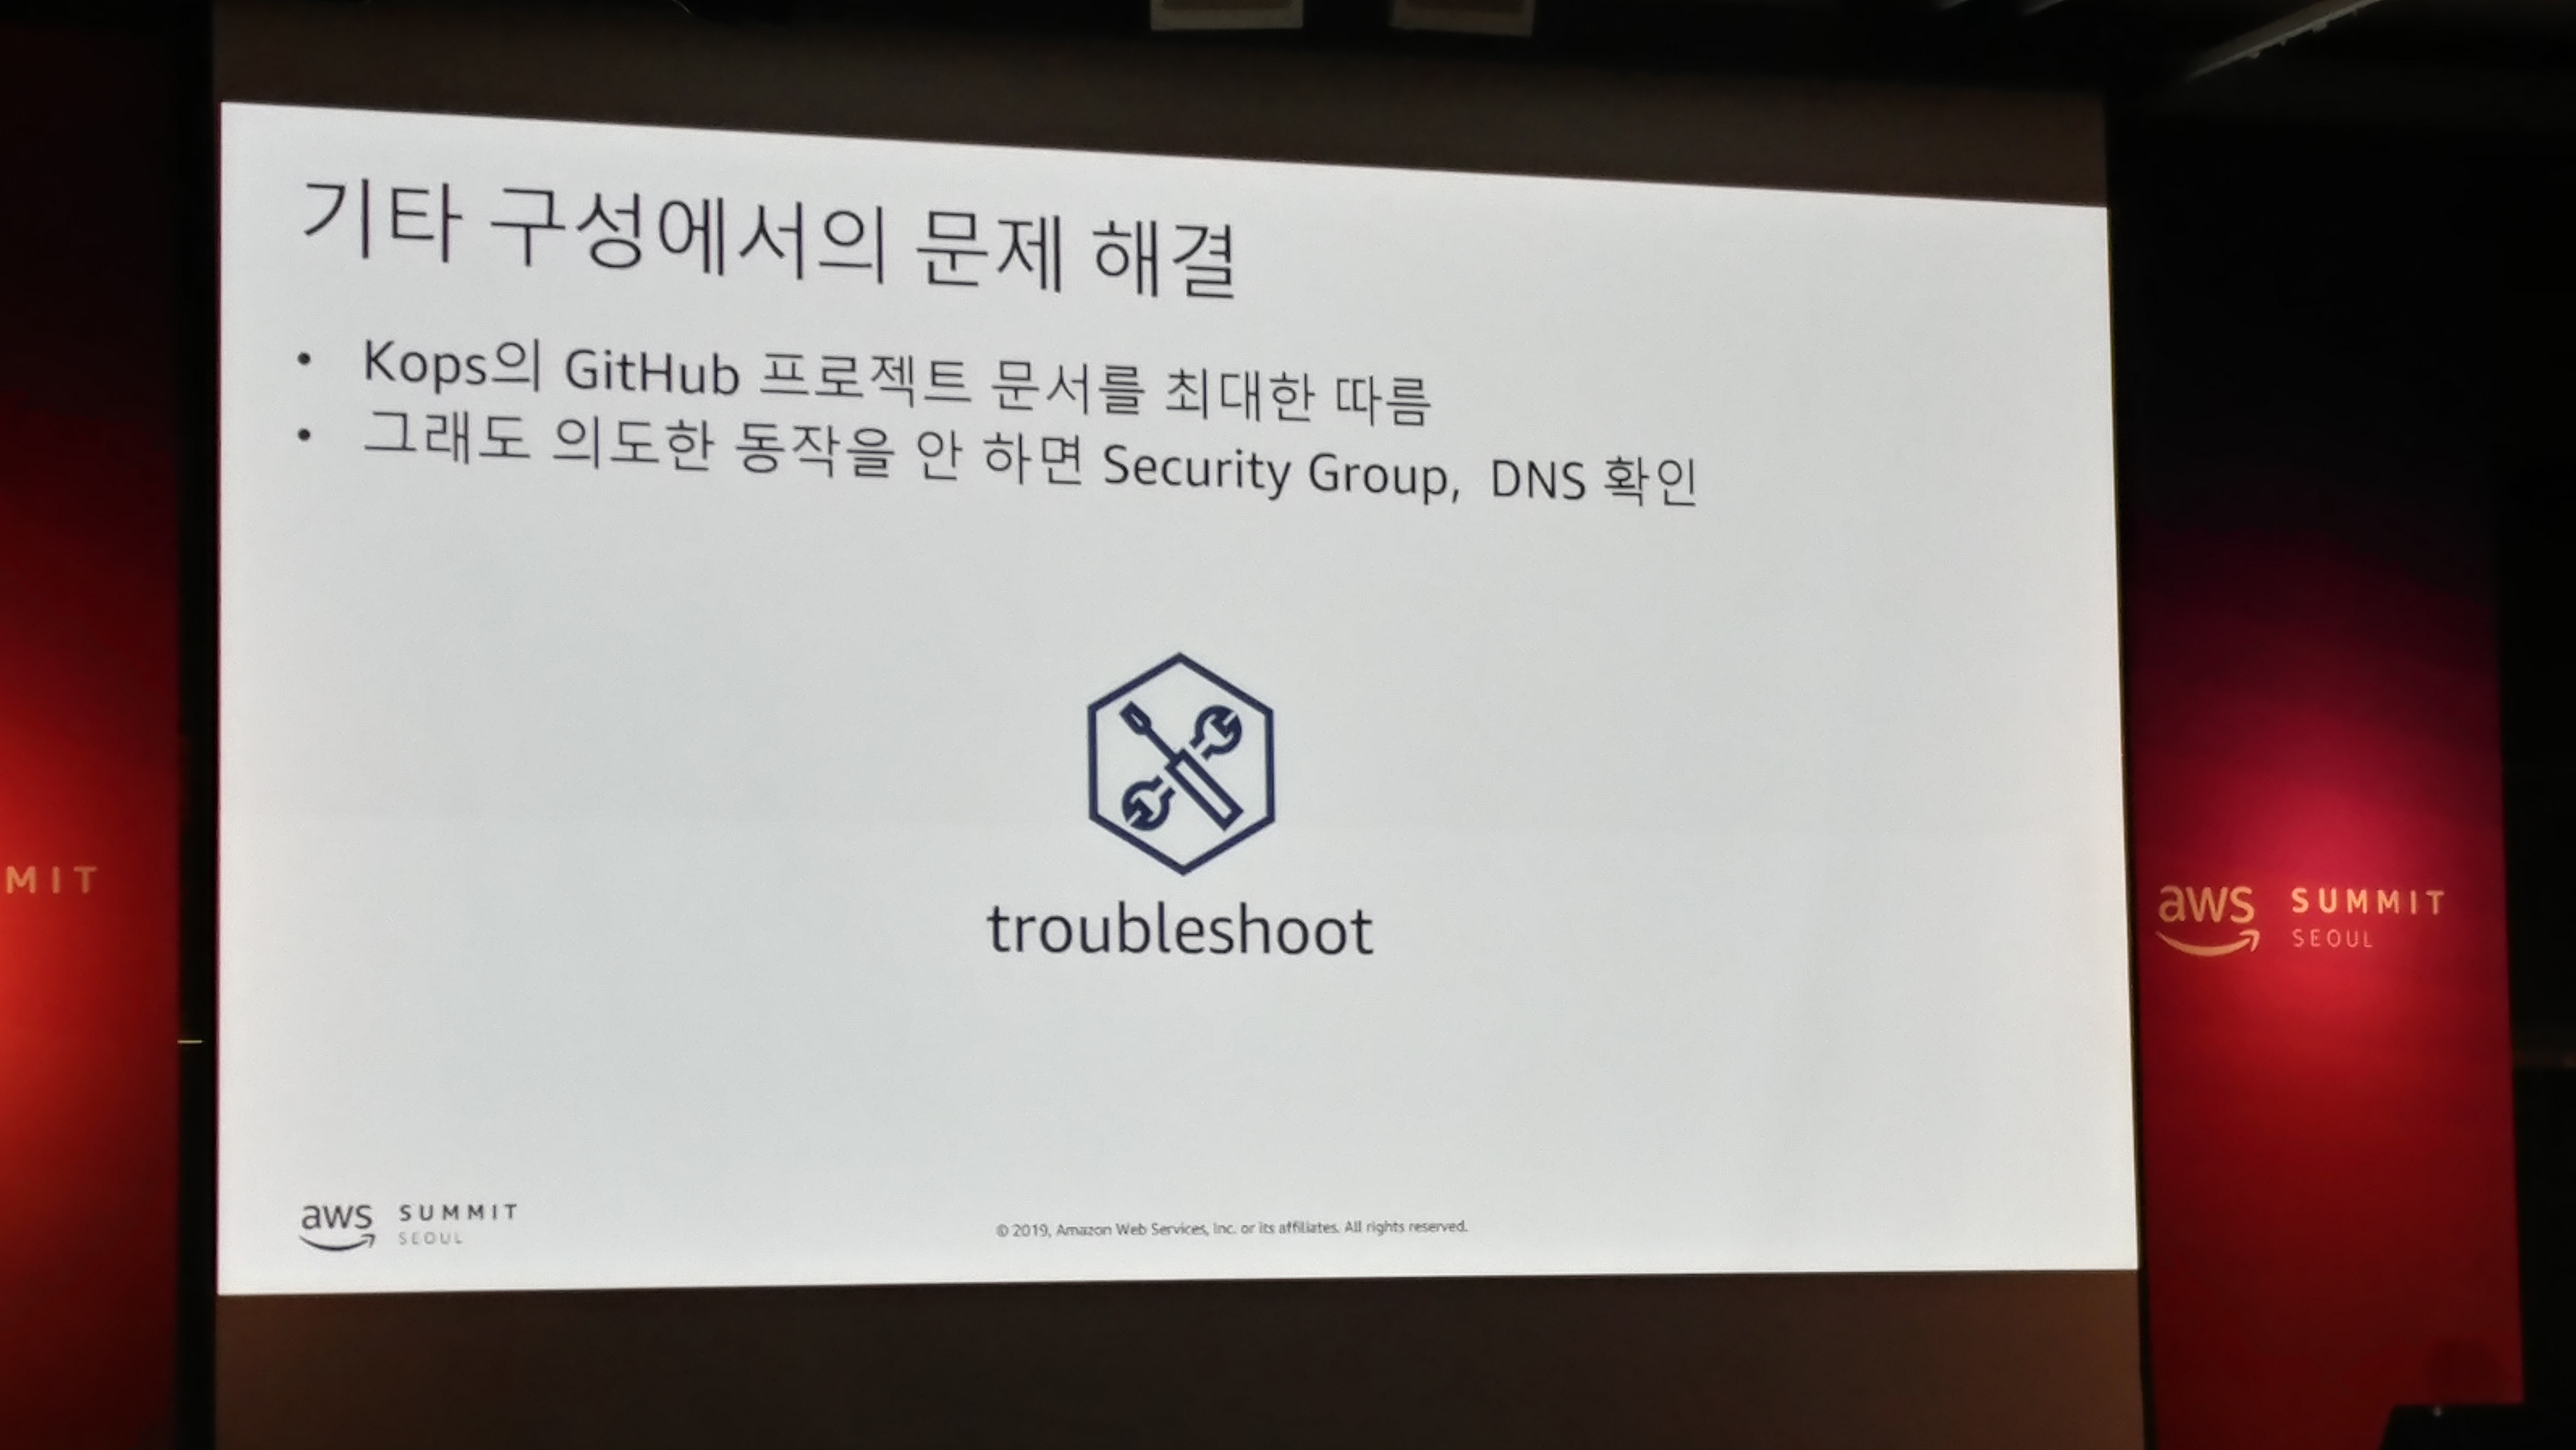 기타 구성에서의 문제 해결
• Kops의 GitHub 프로젝트 문서를 최대한 따름
• 그래도 의도한 동작을 안 하면 Security Group, DNS 확인
troubleshoot
MIT
aws SUMMIT
SEOUL
aws SUMMIT
SEOUL
© 2019, Amazon Web Services, Inc. or its affiliates. All rights reserved.